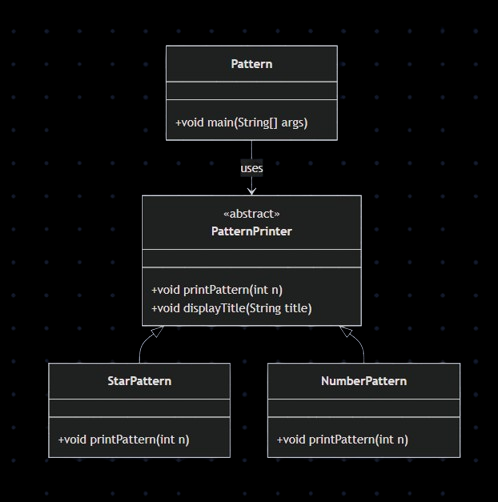 Pattern
+void main(String[] args)
uses
«abstract»
PatternPrinter
+void printPattern(int n)
+void displayTitle(String title)
StarPattern
+void printPattern(int n)
NumberPattern
+void printPattern(int n)